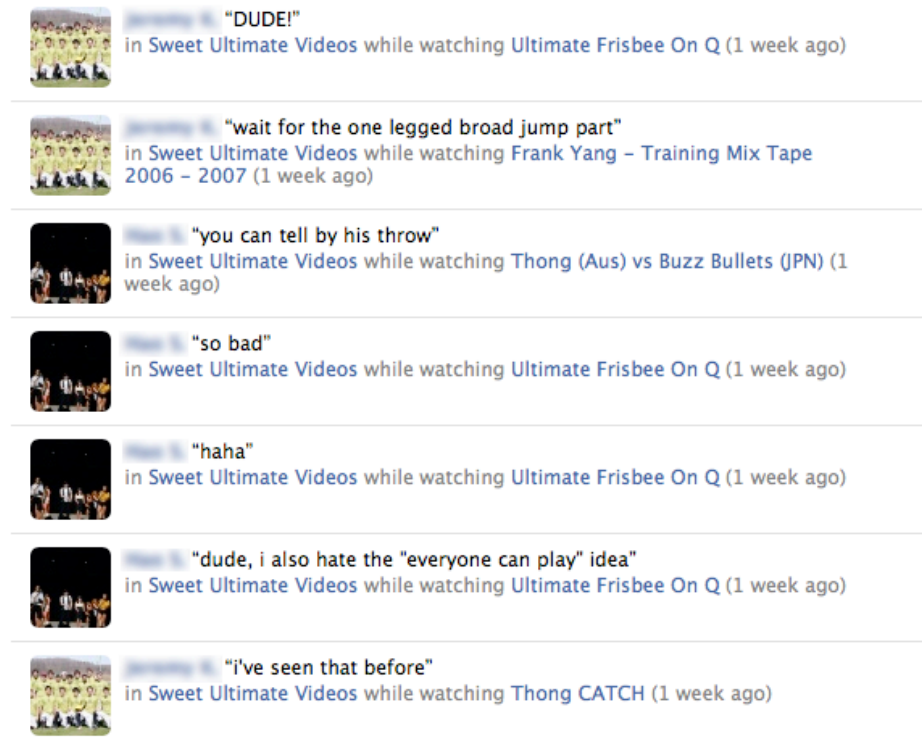 “DUDE!”
in Sweet Ultimate Videos while watching Ultimate Frisbee On Q (1 week ago)
“wait for the one legged broad jump part”
in Sweet Ultimate Videos while watching Frank Yang – Training Mix Tape
2006 – 2007 (1 week ago)
“you can tell by his throw”
in Sweet Ultimate Videos while watching Thong (Aus) vs Buzz Bullets (JPN) (1
week ago)
“so bad”
in Sweet Ultimate Videos while watching Ultimate Frisbee On Q (1 week ago)
“haha”
in Sweet Ultimate Videos while watching Ultimate Frisbee On Q (1 week ago)
“dude, i also hate the "everyone can play" idea”
in Sweet Ultimate Videos while watching Ultimate Frisbee On Q (1 week ago)
“i've seen that before”
in Sweet Ultimate Videos while watching Thong CATCH (1 week ago)